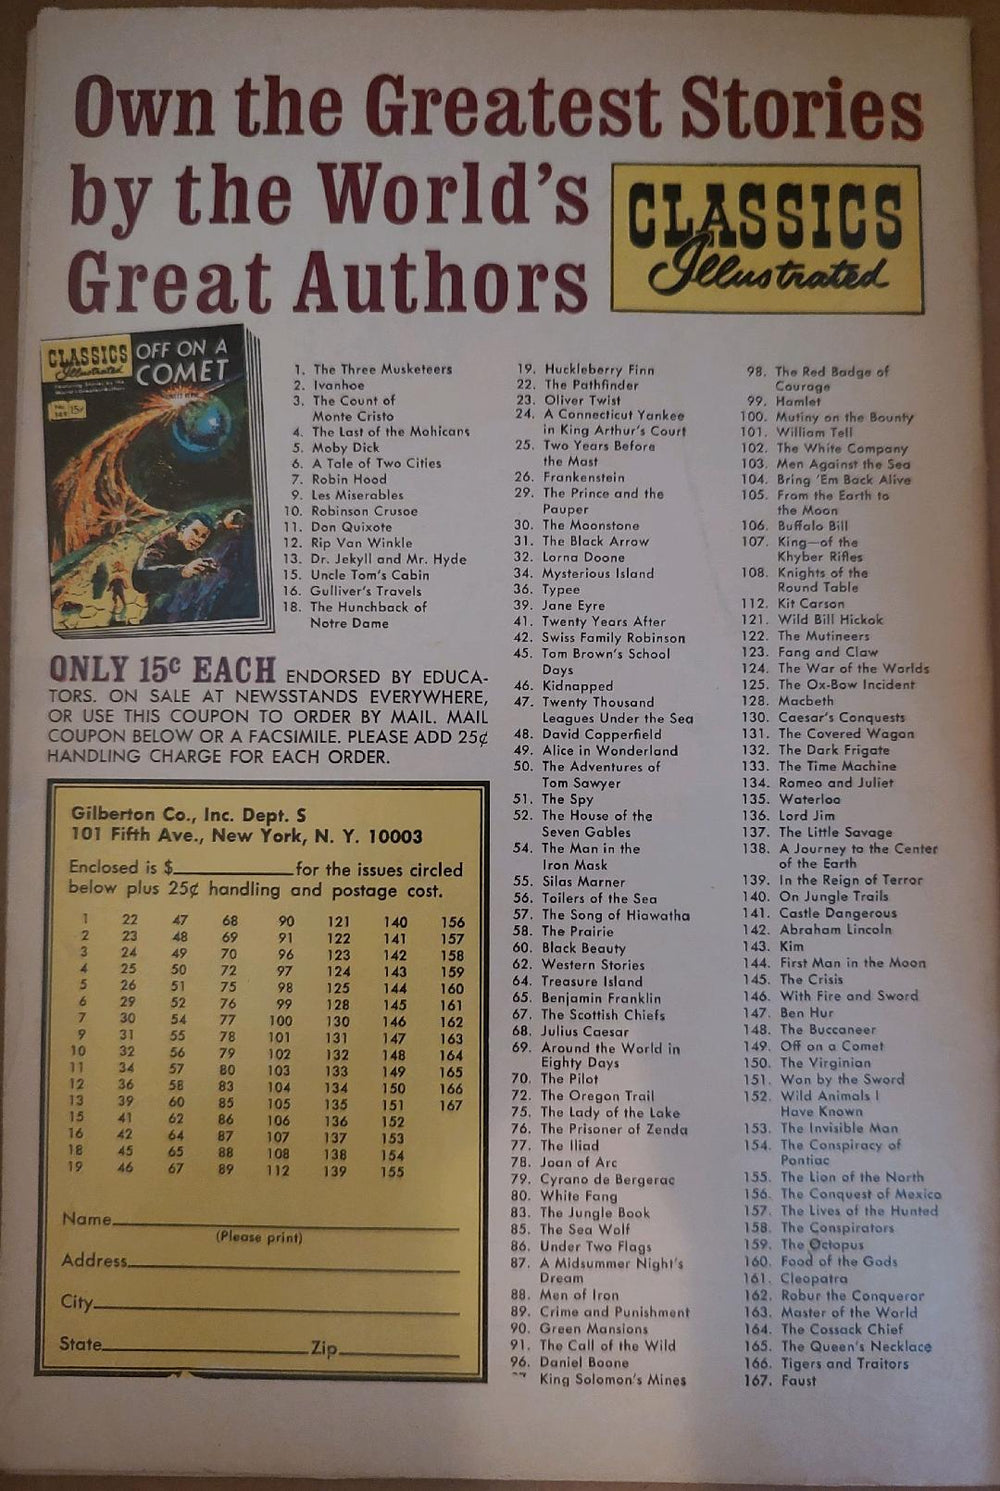 Own the Greatest Stories
by the World's
Great Authors
CLASSICS
Illustrated
CLASSICS
Illustrated
OFF ON A
COMET
No.
149
15¢
1. The Three Musketeers
2. Ivanhoe
3. The Count of
Monte Cristo
4. The Last of the Mohicans
5. Moby Dick
6. A Tale of Two Cities
7. Robin Hood
9. Les Miserables
10. Robinson Crusoe
11. Don Quixote
12. Rip Van Winkle
13. Dr. Jekyll and Mr. Hyde
15. Uncle Tom's Cabin
16. Gulliver's Travels
18. The Hunchback of
Notre Dame
ONLY 15¢ EACH ENDORSED BY EDUCA-
TORS. ON SALE AT NEWSSTANDS EVERYWHERE,
OR USE THIS COUPON TO ORDER BY MAIL. MAIL
COUPON BELOW OR A FACSIMILE. PLEASE ADD 25¢
HANDLING CHARGE FOR EACH ORDER.
Gilberton Co., Inc. Dept. S
101 Fifth Ave., New York, N. Y. 10003
Enclosed is $ for the issues circled
below plus 25¢ handling and postage cost.
1 22 47 68 90 121 140 156
2 23 48 69 91 122 141 157
3 24 49 70 96 123 142 158
4 25 50 72 97 124 143 159
5 26 51 75 98 125 144 160
6 29 52 76 99 128 145 161
7 30 54 77 100 130 146 162
9 31 55 78 101 131 147 163
10 32 56 79 102 132 148 164
11 34 57 80 103 133 149 165
12 36 58 83 104 134 150 166
13 39 60 85 105 135 151 167
15 41 62 86 106 136 152
16 42 64 87 107 137 153
18 45 65 88 108 138 154
19 46 67 89 112 139 155
Name
(Please print)
Address
City
State Zip
19. Huckleberry Finn
22. The Pathfinder
23. Oliver Twist
24. A Connecticut Yankee
in King Arthur's Court
25. Two Years Before
the Mast
26. Frankenstein
29. The Prince and the
Pauper
30. The Moonstone
31. The Black Arrow
32. Lorna Doone
34. Mysterious Island
36. Typee
39. Jane Eyre
41. Twenty Years After
42. Swiss Family Robinson
45. Tom Brown's School
Days
46. Kidnapped
47. Twenty Thousand
Leagues Under the Sea
48. David Copperfield
49. Alice in Wonderland
50. The Adventures of
Tom Sawyer
51. The Spy
52. The House of the
Seven Gables
54. The Man in the
Iron Mask
55. Silas Marner
56. Toilers of the Sea
57. The Song of Hiawatha
58. The Prairie
60. Black Beauty
62. Western Stories
64. Treasure Island
65. Benjamin Franklin
67. The Scottish Chiefs
68. Julius Caesar
69. Around the World in
Eighty Days
70. The Pilot
72. The Oregon Trail
75. The Lady of the Lake
76. The Prisoner of Zenda
77. The Iliad
78. Joan of Arc
79. Cyrano de Bergerac
80. White Fang
83. The Jungle Book
85. The Sea Wolf
86. Under Two Flags
87. A Midsummer Night's
Dream
88. Men of Iron
89. Crime and Punishment
90. Green Mansions
91. The Call of the Wild
96. Daniel Boone
King Solomon's Mines
98. The Red Badge of
Courage
99. Hamlet
100. Mutiny on the Bounty
101. William Tell
102. The White Company
103. Men Against the Sea
104. Bring 'Em Back Alive
105. From the Earth to
the Moon
106. Buffalo Bill
107. King—of the
Khyber Rifles
108. Knights of the
Round Table
112. Kit Carson
121. Wild Bill Hickok
122. The Mutineers
123. Fang and Claw
124. The War of the Worlds
125. The Ox-Bow Incident
128. Macbeth
130. Caesar's Conquests
131. The Covered Wagon
132. The Dark Frigate
133. The Time Machine
134. Romeo and Juliet
135. Waterloo
136. Lord Jim
137. The Little Savage
138. A Journey to the Center
of the Earth
139. In the Reign of Terror
140. On Jungle Trails
141. Castle Dangerous
142. Abraham Lincoln
143. Kim
144. First Man in the Moon
145. The Crisis
146. With Fire and Sword
147. Ben Hur
148. The Buccaneer
149. Off on a Comet
150. The Virginian
151. Won by the Sword
152. Wild Animals I
Have Known
153. The Invisible Man
154. The Conspiracy of
Pontiac
155. The Lion of the North
156. The Conquest of Mexico
157. The Lives of the Hunted
158. The Conspirators
159. The Octopus
160. Food of the Gods
161. Cleopatra
162. Robur the Conqueror
163. Master of the World
164. The Cossack Chief
165. The Queen's Necklace
166. Tigers and Traitors
167. Faust